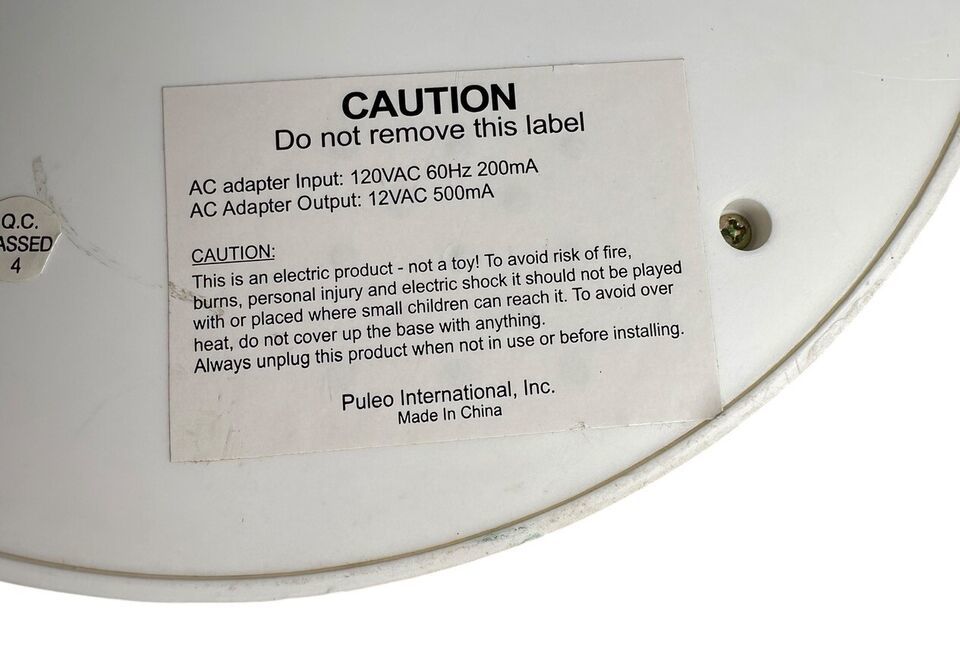 CAUTION
Do not remove this label
AC adapter Input: 120VAC 60Hz 200mA
AC Adapter Output: 12VAC 500mA
CAUTION:
This is an electric product - not a toy! To avoid risk of fire,
burns, personal injury and electric shock it should not be played
with or placed where small children can reach it. To avoid over
heat, do not cover up the base with anything.
Always unplug this product when not in use or before installing.
Puleo International, Inc.
Made In China
Q.C.
ASSED
4